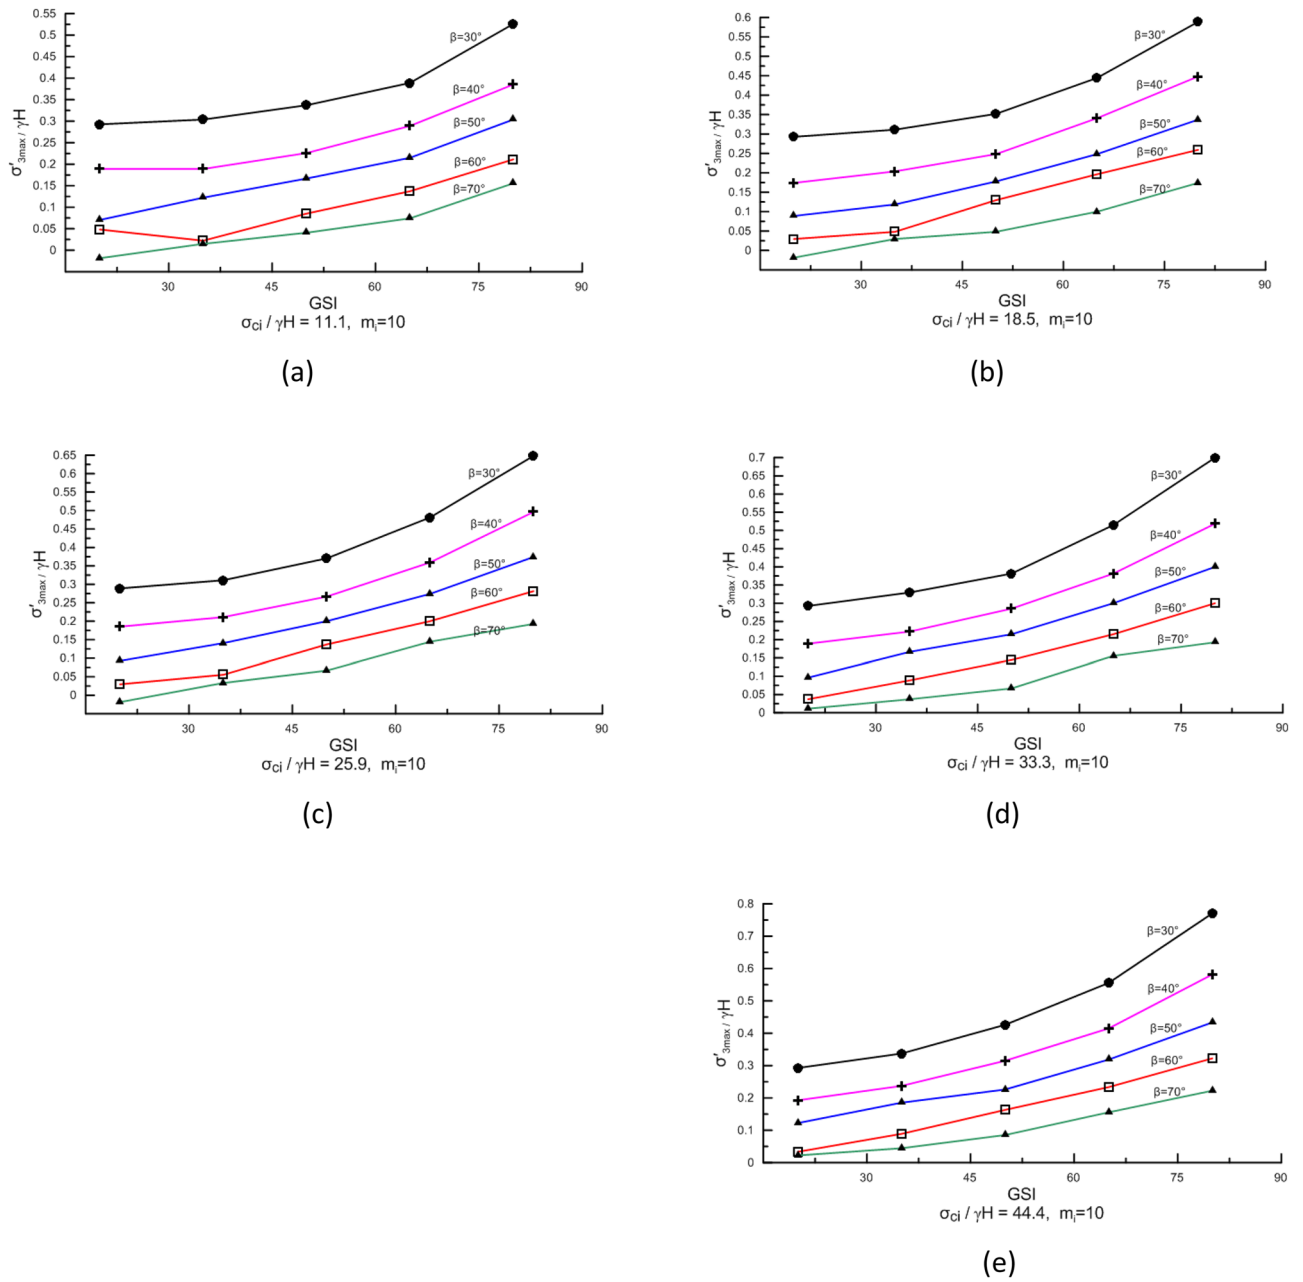 0.55
0.5
0.45
0.4
0.35
0.3
0.25
0.2
0.15
0.1
0.05
0
σ′3max / γH
β=30°
β=40°
β=50°
β=60°
β=70°
30 45 60 75 90
GSI
σci / γH = 11.1, mi=10
(a)
0.6
0.55
0.5
0.45
0.4
0.35
0.3
0.25
0.2
0.15
0.1
0.05
0
σ′3max / γH
β=30°
β=40°
β=50°
β=60°
β=70°
30 45 60 75 90
GSI
σci / γH = 18.5, mi=10
(b)
0.65
0.6
0.55
0.5
0.45
0.4
0.35
0.3
0.25
0.2
0.15
0.1
0.05
0
σ′3max / γH
β=30°
β=40°
β=50°
β=60°
β=70°
30 45 60 75 90
GSI
σci / γH = 25.9, mi=10
(c)
0.7
0.65
0.6
0.55
0.5
0.45
0.4
0.35
0.3
0.25
0.2
0.15
0.1
0.05
0
σ′3max / γH
β=30°
β=40°
β=50°
β=60°
β=70°
30 45 60 75 90
GSI
σci / γH = 33.3, mi=10
(d)
0.8
0.7
0.6
0.5
0.4
0.3
0.2
0.1
0
σ′3max / γH
β=30°
β=40°
β=50°
β=60°
β=70°
30 45 60 75 90
GSI
σci / γH = 44.4, mi=10
(e)